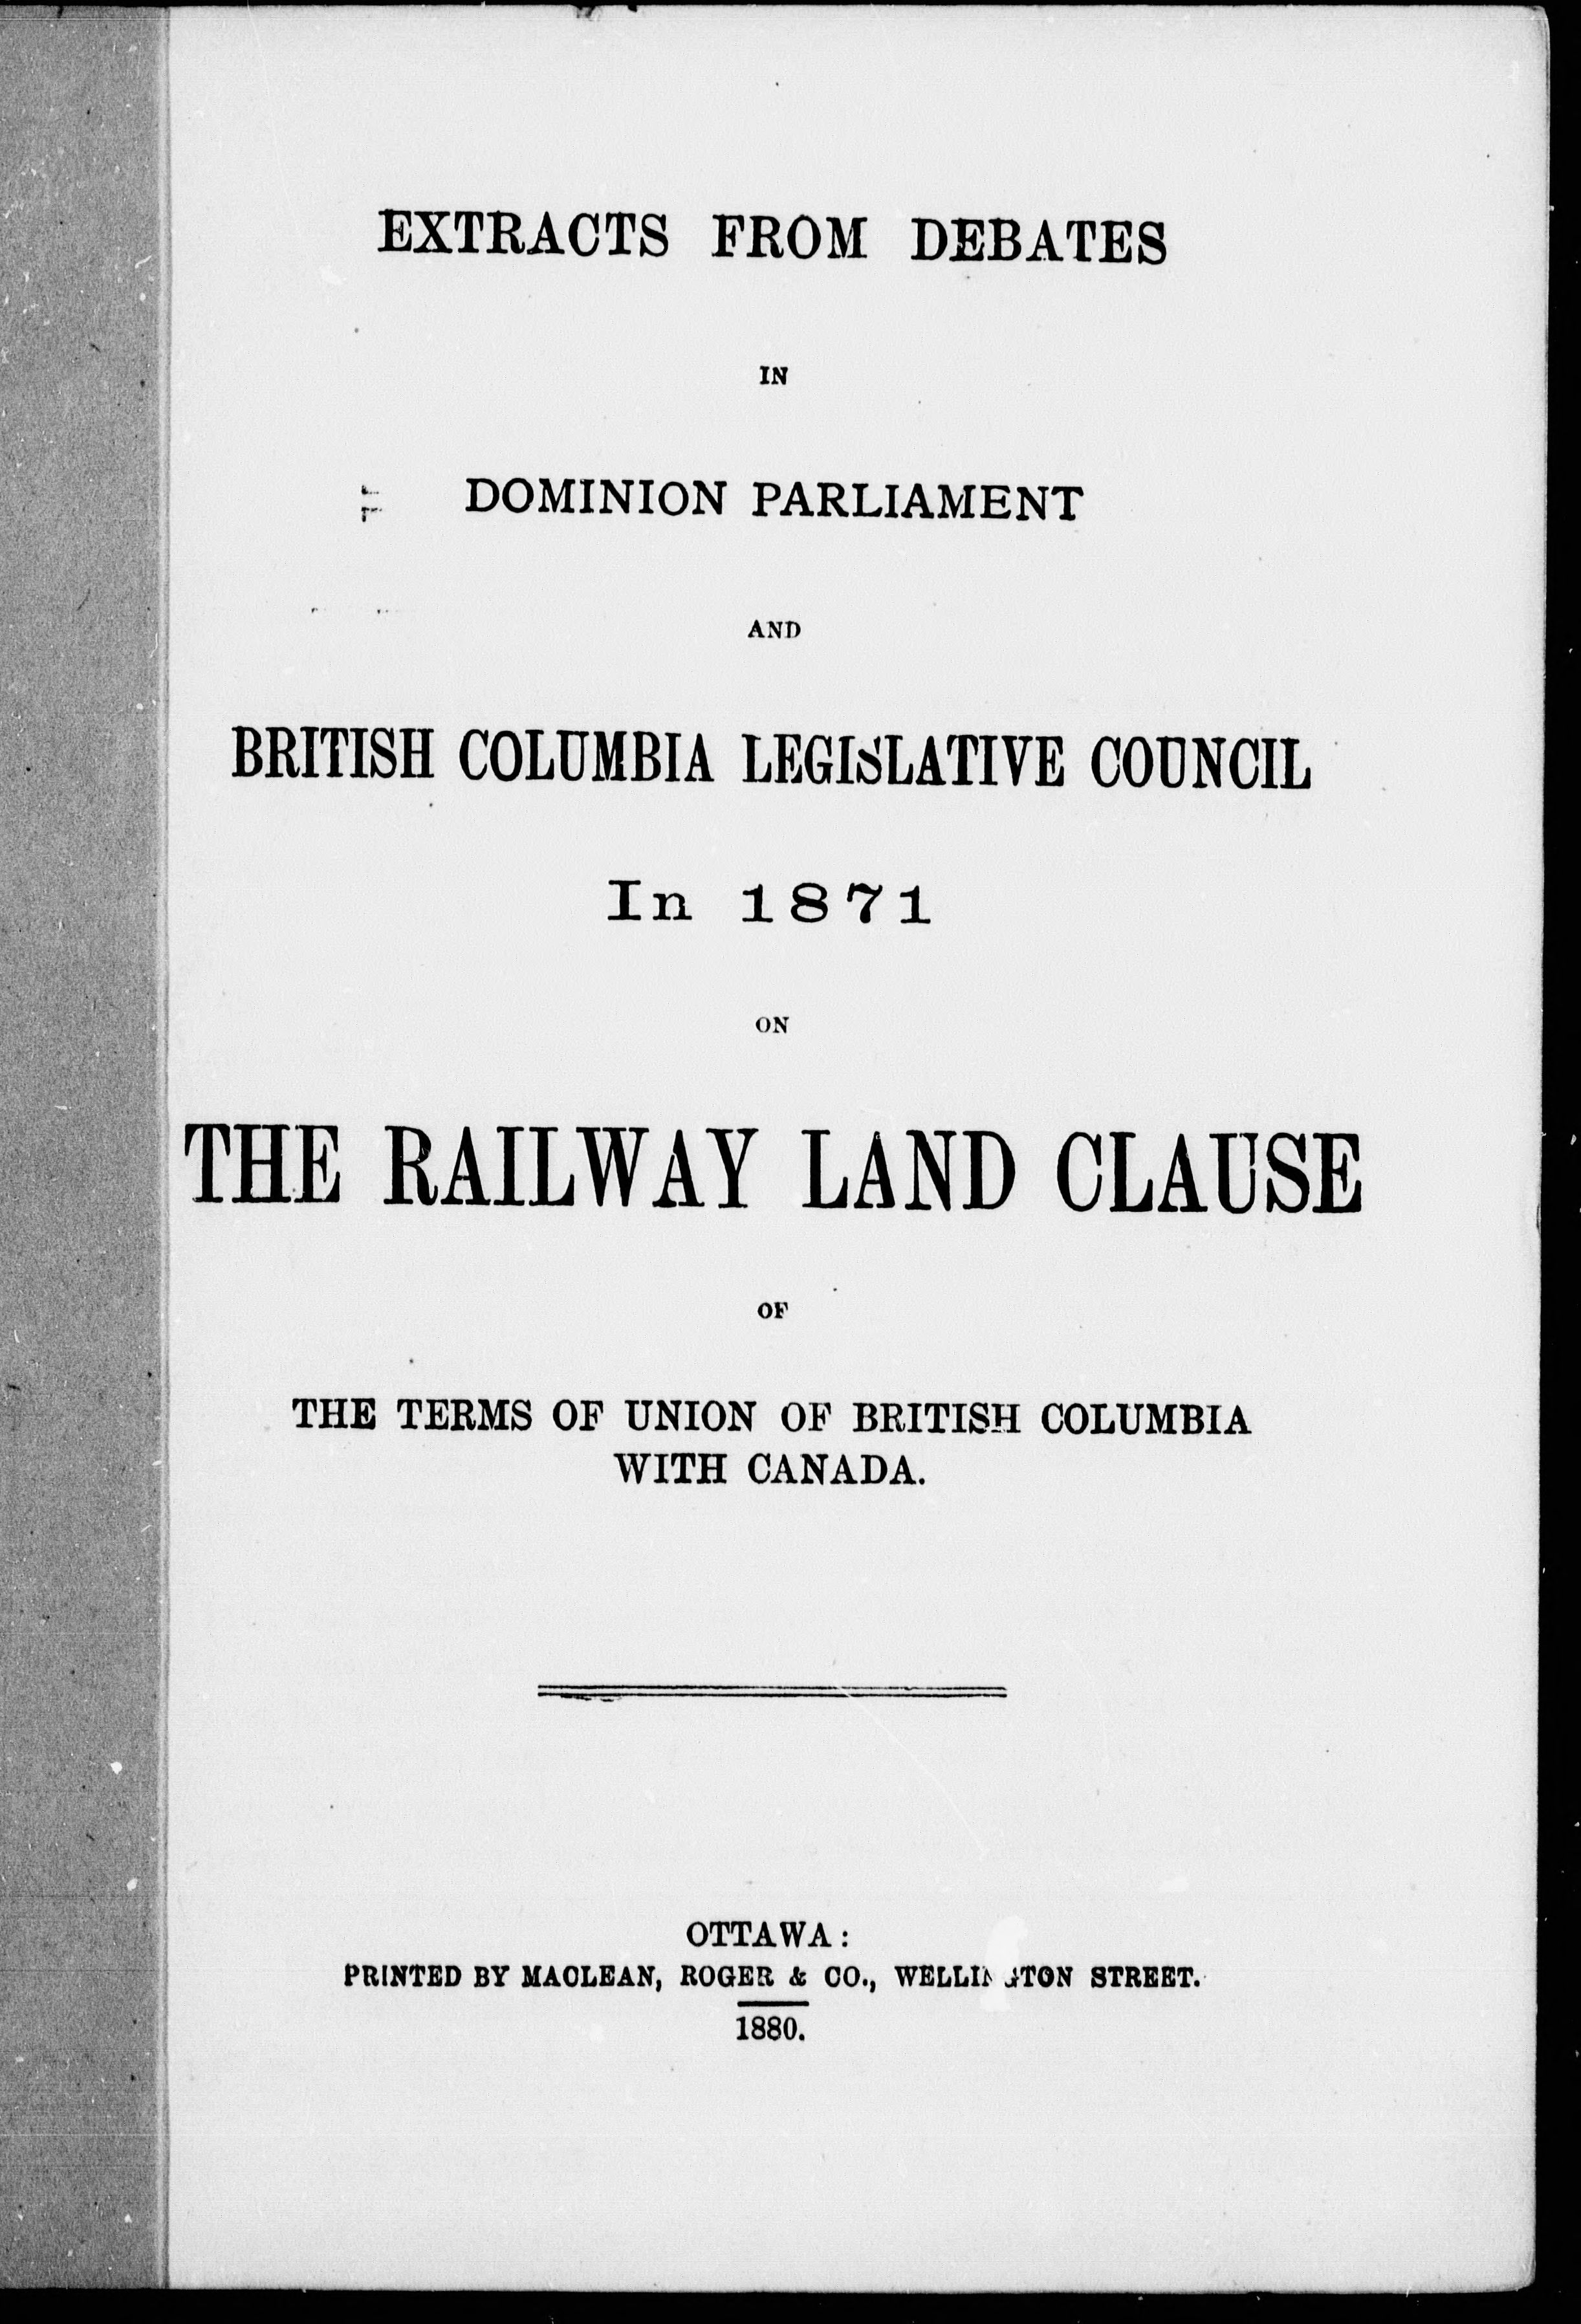 EXTRACTS FROM DEBATES
IN
DOMINION PARLIAMENT
AND
BRITISH COLUMBIA LEGISLATIVE COUNCIL
In 1871
ON
THE RAILWAY LAND CLAUSE
OF
THE TERMS OF UNION OF BRITISH COLUMBIA
WITH CANADA.
OTTAWA:
PRINTED BY MACLEAN, ROGER & CO., WELLINGTON STREET.
1880.